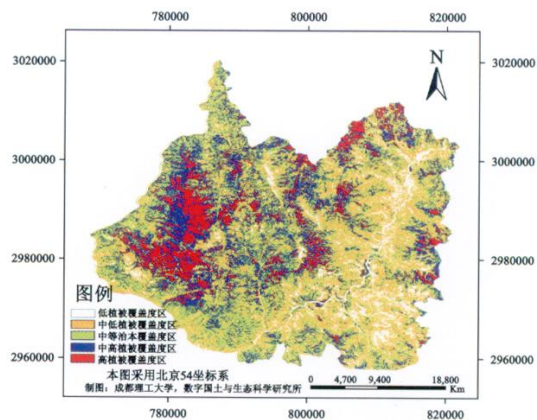 780000 800000 820000
3020000 3020000
N
3000000 3000000
2980000 2980000
图例
低植被覆盖度区
中低植被覆盖度区
中等治本覆盖度区
中高植被覆盖度区
高植被覆盖度区
2960000 2960000
本图采用北京54坐标系
制图：成都理工大学，数字国土与生态科学研究所
0 4,700 9,400 18,800
Km
780000 800000 820000